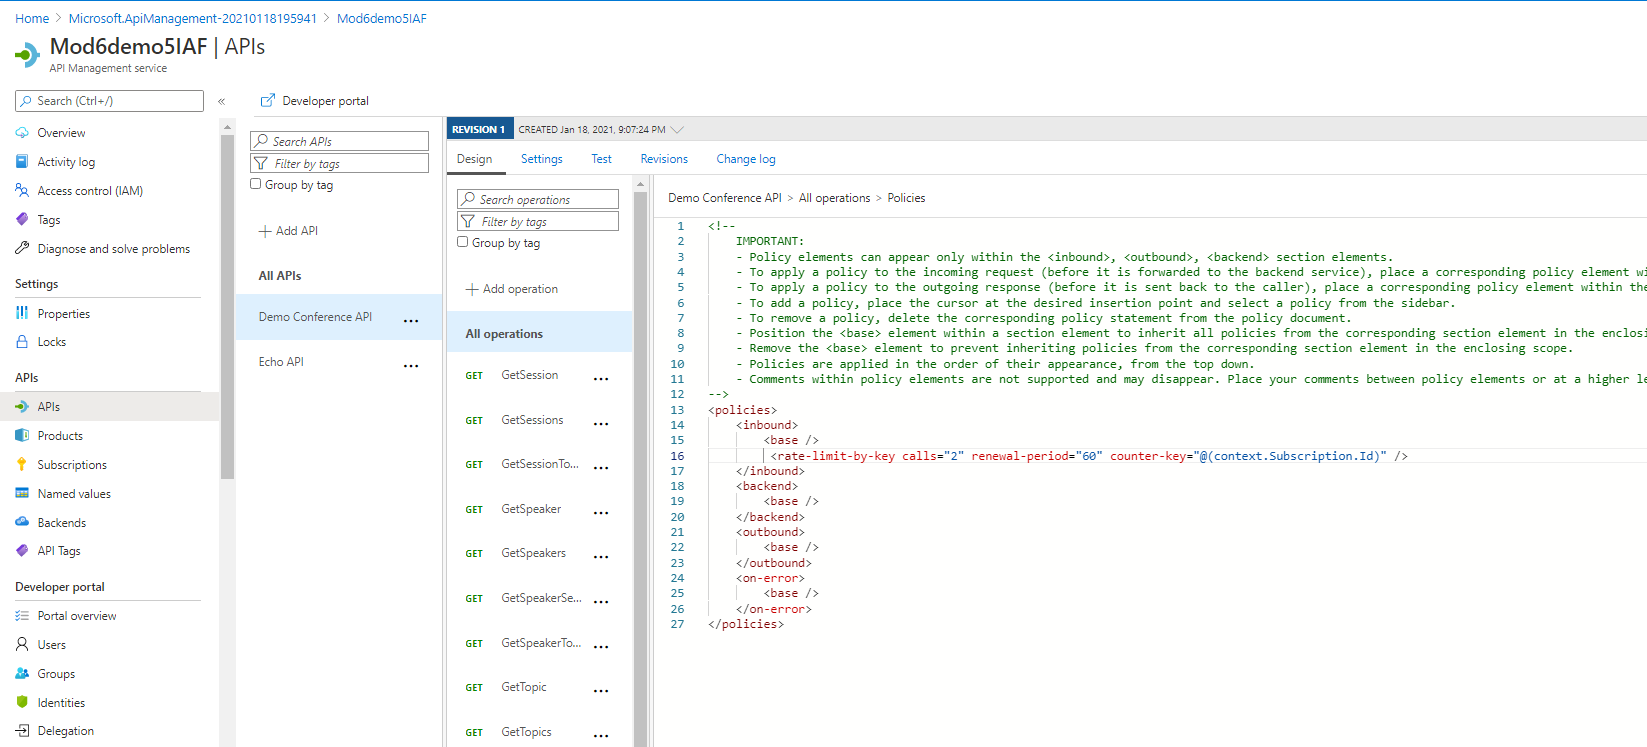 Home > Microsoft.ApiManagement-20210118195941 > Mod6demo5IAF
Mod6demo5IAF | APIs
API Management service
Search (Ctrl+/)
«
Overview
Activity log
Access control (IAM)
Tags
Diagnose and solve problems
Settings
Properties
Locks
APIs
APIs
Products
Subscriptions
Named values
Backends
API Tags
Developer portal
Portal overview
Users
Groups
Identities
Delegation
Developer portal
Search APIs
Filter by tags
Group by tag
+ Add API
All APIs
Demo Conference API ...
Echo API ...
REVISION 1 CREATED Jan 18, 2021, 9:07:24 PM
Design Settings Test Revisions Change log
Search operations
Filter by tags
Group by tag
+ Add operation
All operations
GET GetSession ...
GET GetSessions ...
GET GetSessionTo... ...
GET GetSpeaker ...
GET GetSpeakers ...
GET GetSpeakerSe... ...
GET GetSpeakerTo... ...
GET GetTopic ...
GET GetTopics ...
Demo Conference API > All operations > Policies
1 <!--
2 IMPORTANT:
3 - Policy elements can appear only within the <inbound>, <outbound>, <backend> section elements.
4 - To apply a policy to the incoming request (before it is forwarded to the backend service), place a corresponding policy element wi
5 - To apply a policy to the outgoing response (before it is sent back to the caller), place a corresponding policy element within the
6 - To add a policy, place the cursor at the desired insertion point and select a policy from the sidebar.
7 - To remove a policy, delete the corresponding policy statement from the policy document.
8 - Position the <base> element within a section element to inherit all policies from the corresponding section element in the enclosi
9 - Remove the <base> element to prevent inheriting policies from the corresponding section element in the enclosing scope.
10 - Policies are applied in the order of their appearance, from the top down.
11 - Comments within policy elements are not supported and may disappear. Place your comments between policy elements or at a higher le
12 -->
13 <policies>
14 <inbound>
15 <base />
16 <rate-limit-by-key calls="2" renewal-period="60" counter-key="@(context.Subscription.Id)" />
17 </inbound>
18 <backend>
19 <base />
20 </backend>
21 <outbound>
22 <base />
23 </outbound>
24 <on-error>
25 <base />
26 </on-error>
27 </policies>